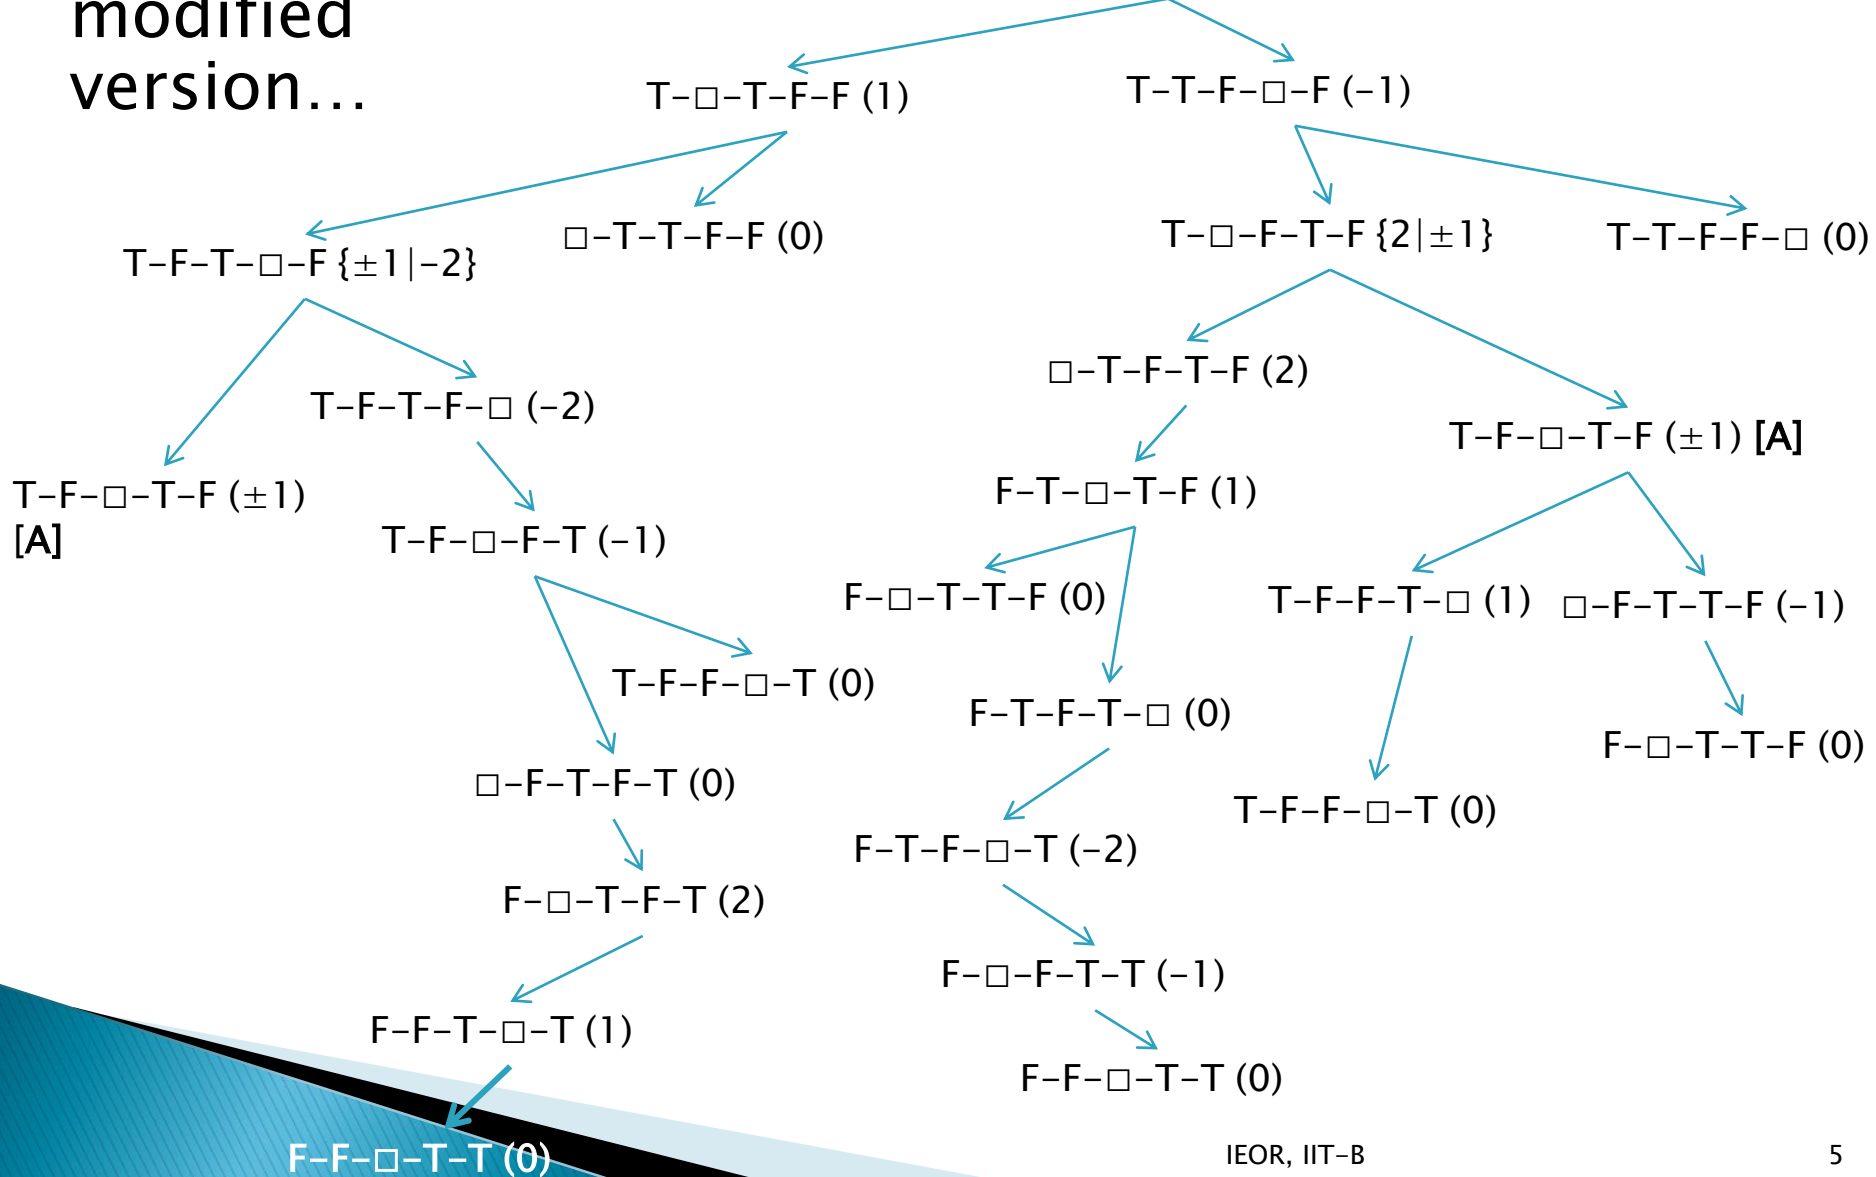 modified
version...
T-□-T-F-F (1)
T-T-F-□-F (-1)
T-F-T-□-F {±1|-2}
□-T-T-F-F (0)
T-□-F-T-F {2|±1}
T-T-F-F-□ (0)
T-F-T-F-□ (-2)
□-T-F-T-F (2)
T-F-□-T-F (±1) [A]
T-F-□-T-F (±1)
[A]
T-F-□-F-T (-1)
F-T-□-T-F (1)
F-□-T-T-F (0)
T-F-F-T-□ (1)
□-F-T-T-F (-1)
T-F-F-□-T (0)
F-T-F-T-□ (0)
F-□-T-T-F (0)
□-F-T-F-T (0)
T-F-F-□-T (0)
F-T-F-□-T (-2)
F-□-T-F-T (2)
F-□-F-T-T (-1)
F-F-T-□-T (1)
F-F-□-T-T (0)
F-F-□-T-T (0)
IEOR, IIT-B
5